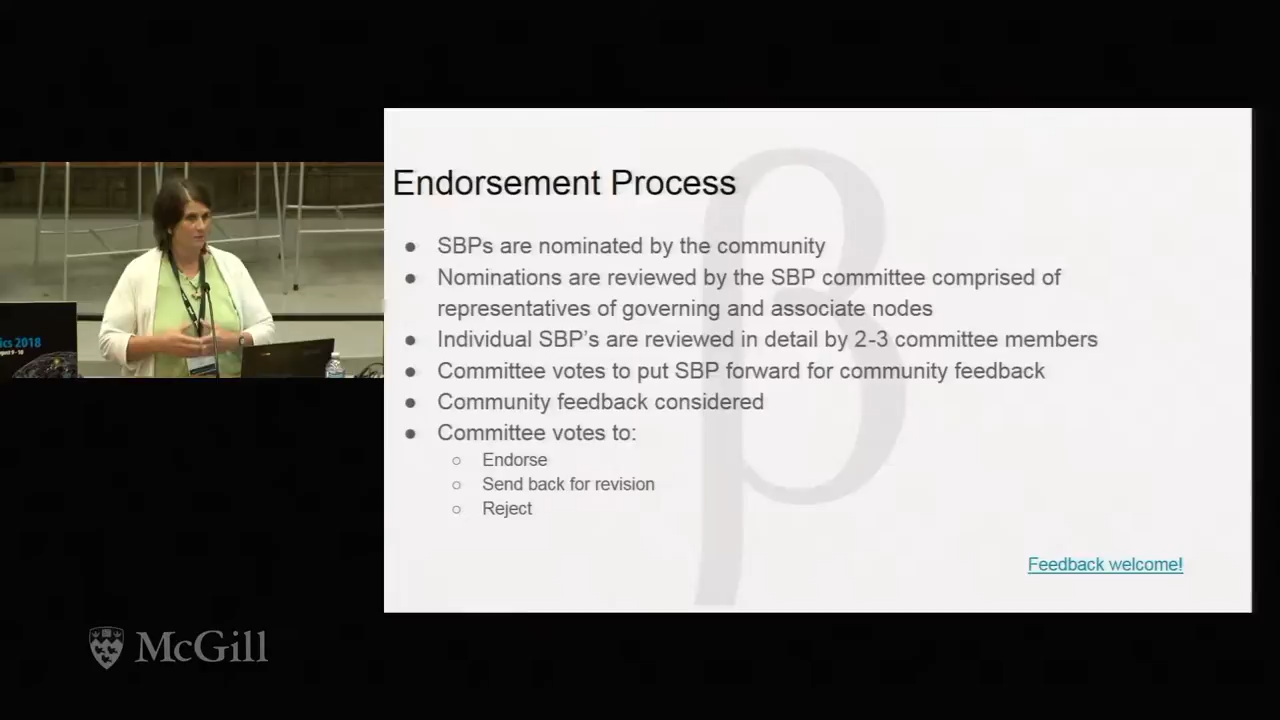 Endorsement Process
● SBPs are nominated by the community
● Nominations are reviewed by the SBP committee comprised of
representatives of governing and associate nodes
● Individual SBP's are reviewed in detail by 2-3 committee members
● Committee votes to put SBP forward for community feedback
● Community feedback considered
● Committee votes to:
○ Endorse
○ Send back for revision
○ Reject
Feedback welcome!
β
ics 2018
McGill